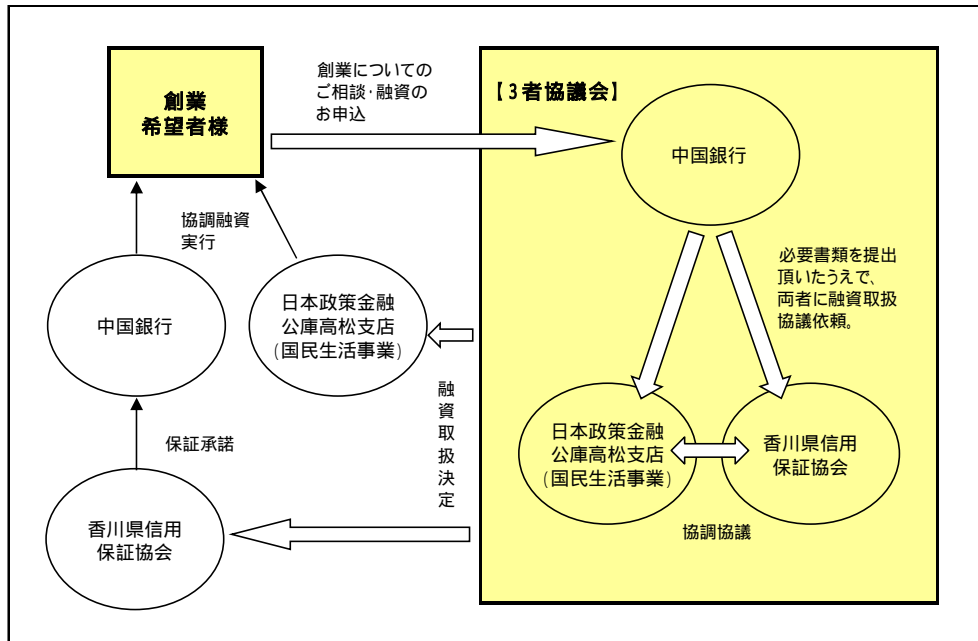 創業
希望者様
創業についての
ご相談・融資の
お申込
【3者協議会】
中国銀行
必要書類を提出
頂いたうえで、
両者に融資取扱
協議依頼。
日本政策金融
公庫高松支店
(国民生活事業)
香川県信用
保証協会
協調協議
融資取扱決定
協調融資
実行
中国銀行
日本政策金融
公庫高松支店
(国民生活事業)
保証承諾
香川県信用
保証協会